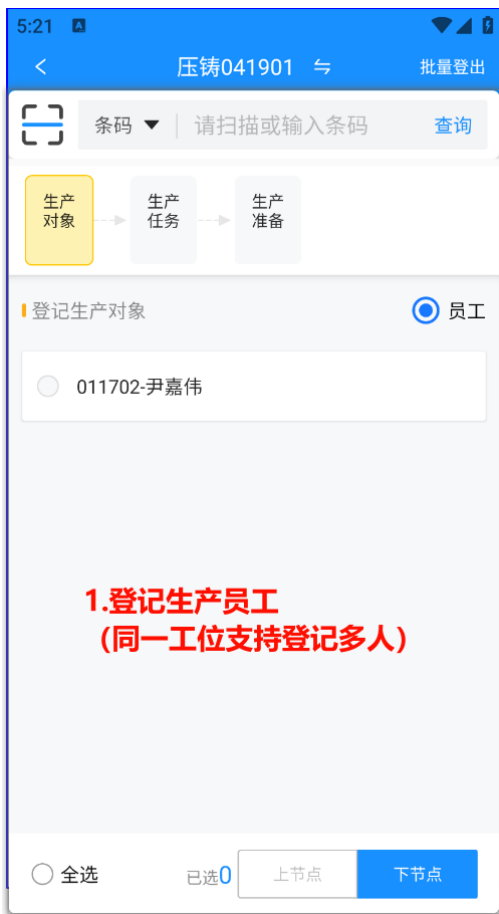 5:21 A
压铸041901 批量登出
条码 请扫描或输入条码 查询
生产
对象
生产
任务
生产
准备
登记生产对象 员工
011702-尹嘉伟
1.登记生产员工
（同一工位支持登记多人）
全选 已选0 上节点 下节点